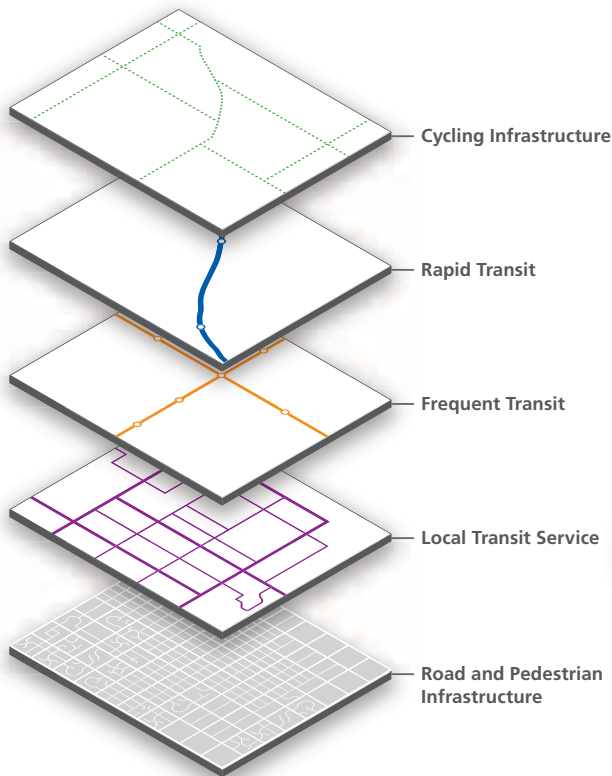 Cycling Infrastructure
Rapid Transit
Frequent Transit
Local Transit Service
Road and Pedestrian
Infrastructure